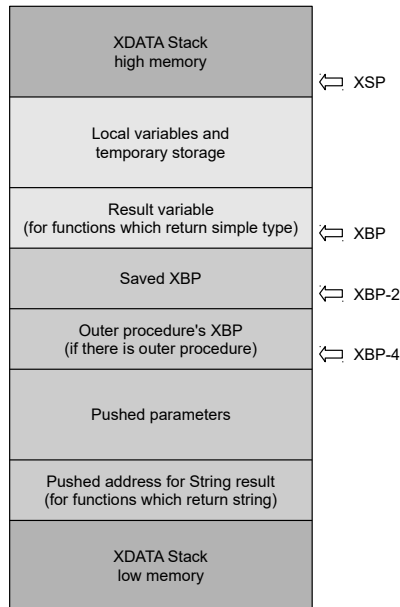 XDATA Stack
high memory
XSP
Local variables and
temporary storage
Result variable
(for functions which return simple type)
XBP
Saved XBP
XBP-2
Outer procedure's XBP
(if there is outer procedure)
XBP-4
Pushed parameters
Pushed address for String result
(for functions which return string)
XDATA Stack
low memory